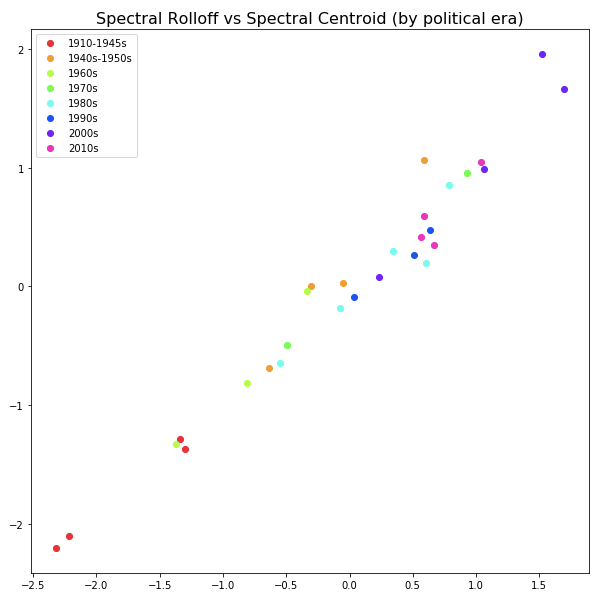 Spectral Rolloff vs Spectral Centroid (by political era)
1910-1945s
1940s-1950s
1960s
1970s
1980s
1990s
2000s
2010s
2
1
0
−1
−2
−2.5 −2.0 −1.5 −1.0 −0.5 0.0 0.5 1.0 1.5